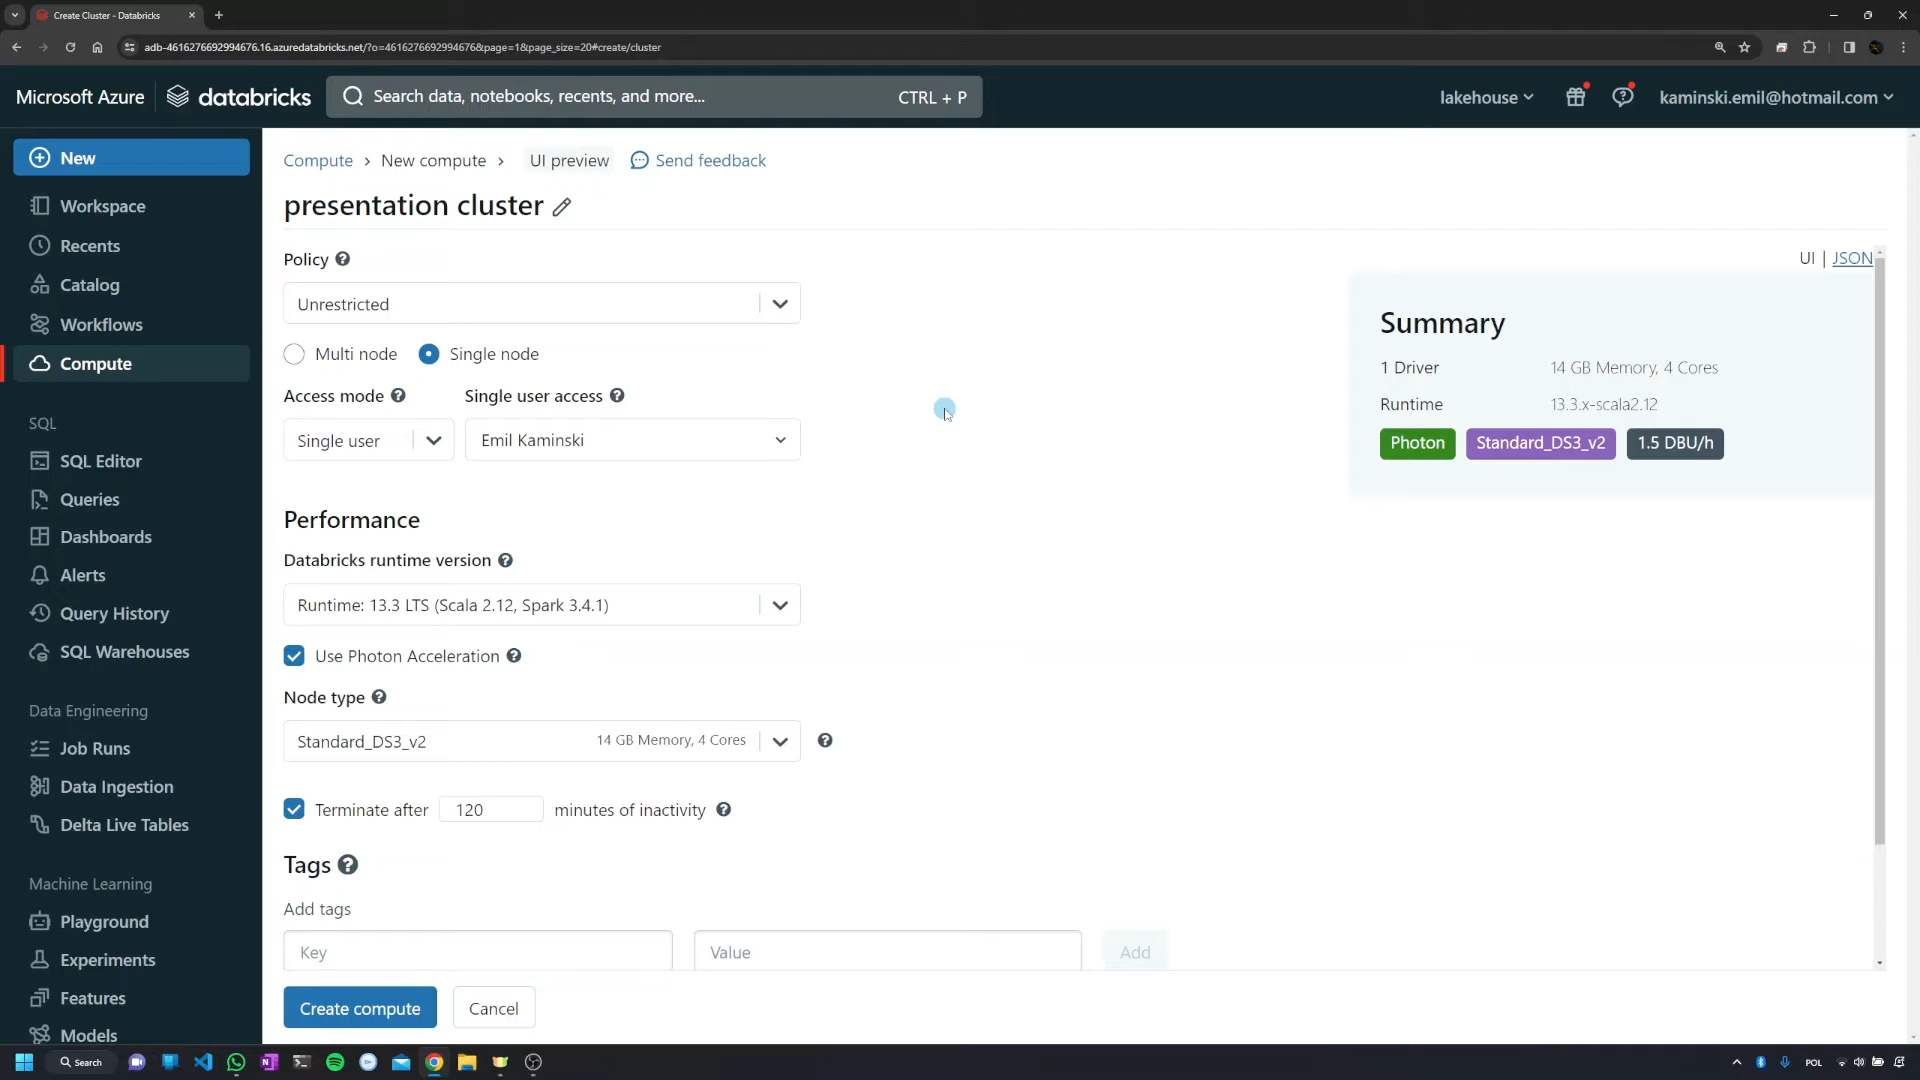 Create Cluster - Databricks
adb-4616276692994676.16.azuredatabricks.net/?o=4616276692994676&page=1&page_size=20#create/cluster
Microsoft Azure databricks
Search data, notebooks, recents, and more... CTRL + P
lakehouse
kaminski.emil@hotmail.com
New
Workspace
Recents
Catalog
Workflows
Compute
SQL
SQL Editor
Queries
Dashboards
Alerts
Query History
SQL Warehouses
Data Engineering
Job Runs
Data Ingestion
Delta Live Tables
Machine Learning
Playground
Experiments
Features
Models
Compute › New compute › UI preview Send feedback
presentation cluster
UI | JSON
Policy
Unrestricted
Multi node Single node
Access mode Single user access
Single user Emil Kaminski
Performance
Databricks runtime version
Runtime: 13.3 LTS (Scala 2.12, Spark 3.4.1)
Use Photon Acceleration
Node type
Standard_DS3_v2 14 GB Memory, 4 Cores
Terminate after 120 minutes of inactivity
Tags
Add tags
Key Value Add
Create compute Cancel
Summary
1 Driver 14 GB Memory, 4 Cores
Runtime 13.3.x-scala2.12
Photon Standard_DS3_v2 1.5 DBU/h
Search
POL